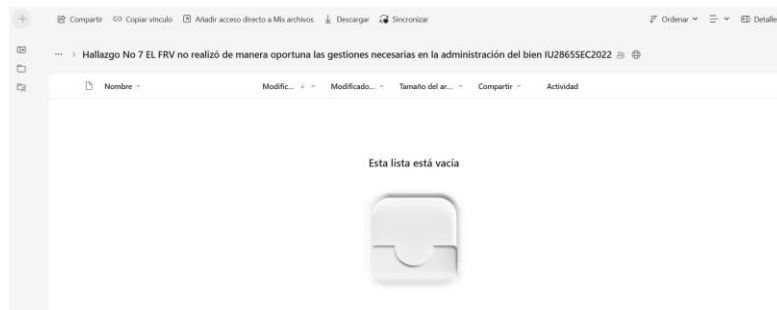 Compartir Copiar vínculo Añadir acceso directo a Mis archivos Descargar Sincronizar Ordenar Detalle
... > Hallazgo No 7 EL FRV no realizó de manera oportuna las gestiones necesarias en la administración del bien IU2865SEC2022
Nombre Modific... ↓ Modificado... Tamaño del ar... Compartir Actividad
Esta lista está vacía